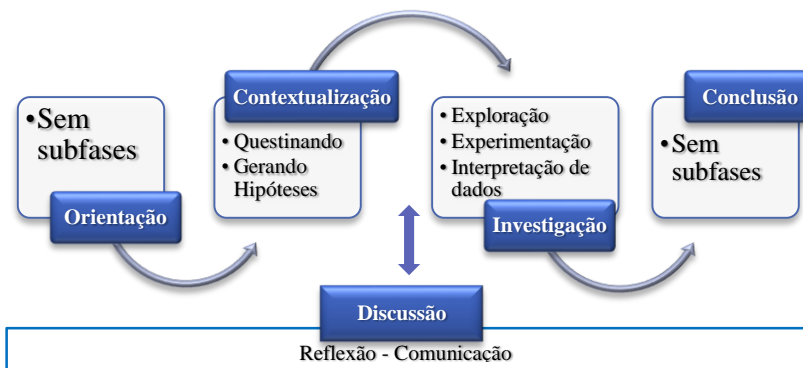 •Sem
subfases
Orientação
Contextualização
• Questinando
• Gerando
Hipóteses
• Exploração
• Experimentação
• Interpretação de
dados
Investigação
Conclusão
•Sem
subfases
Discussão
Reflexão - Comunicação